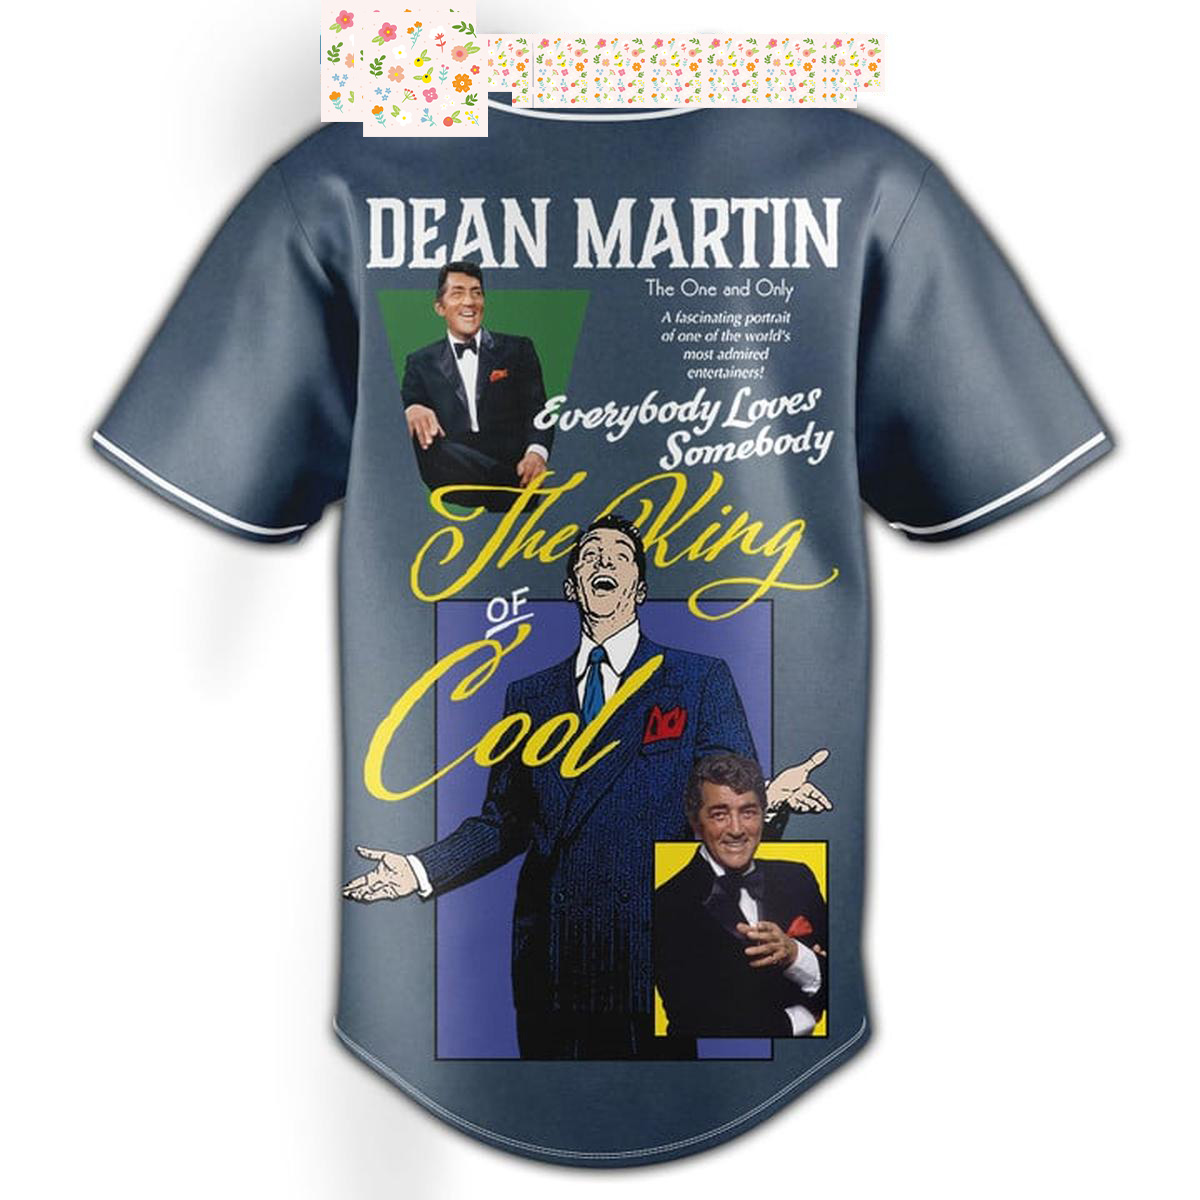 DEAN MARTIN
The One and Only
A fascinating portrait
of one of the world's
most admired
entertainers!
Everybody Loves
Somebody
The King
OF
Cool